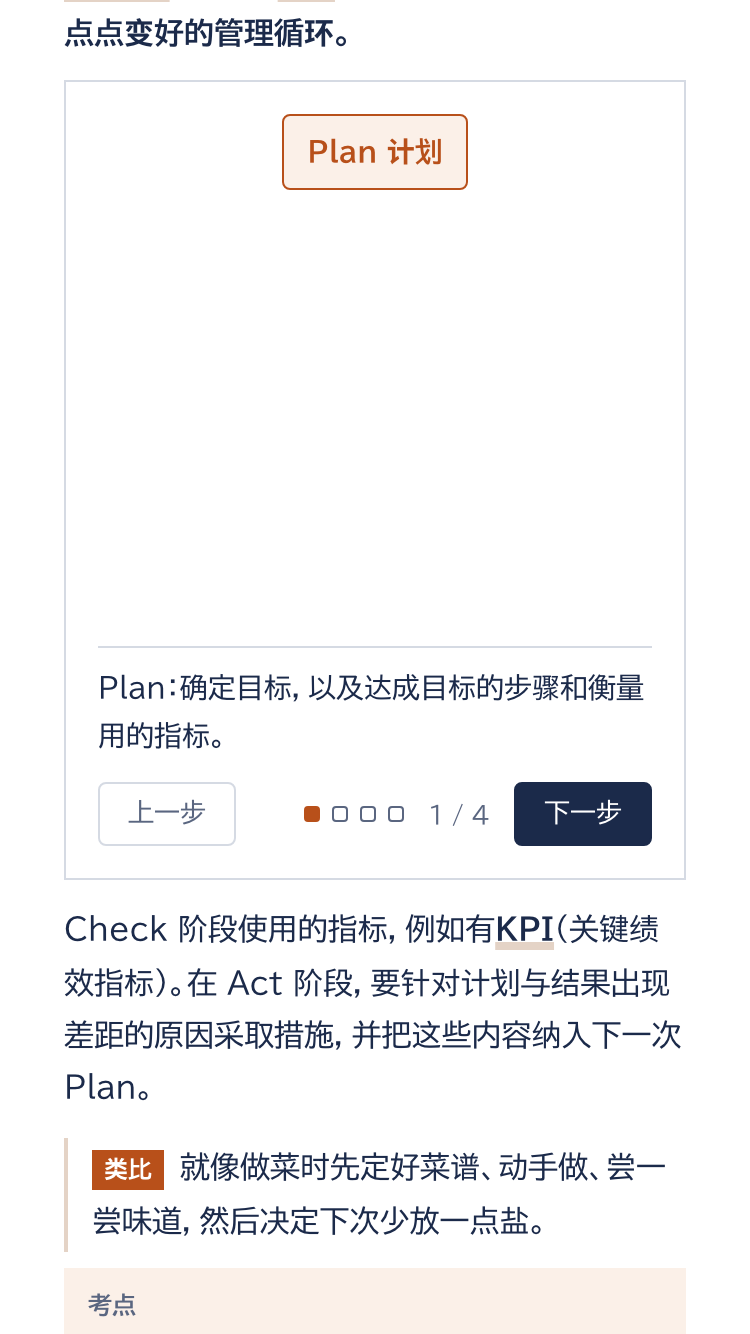 点点变好的管理循环。
Plan 计划
Plan：确定目标，以及达成目标的步骤和衡量
用的指标。
上一步
1 / 4
下一步
Check 阶段使用的指标，例如有KPI（关键绩
效指标）。在 Act 阶段，要针对计划与结果出现
差距的原因采取措施，并把这些内容纳入下一次
Plan。
类比 就像做菜时先定好菜谱、动手做、尝一
尝味道，然后决定下次少放一点盐。
考点